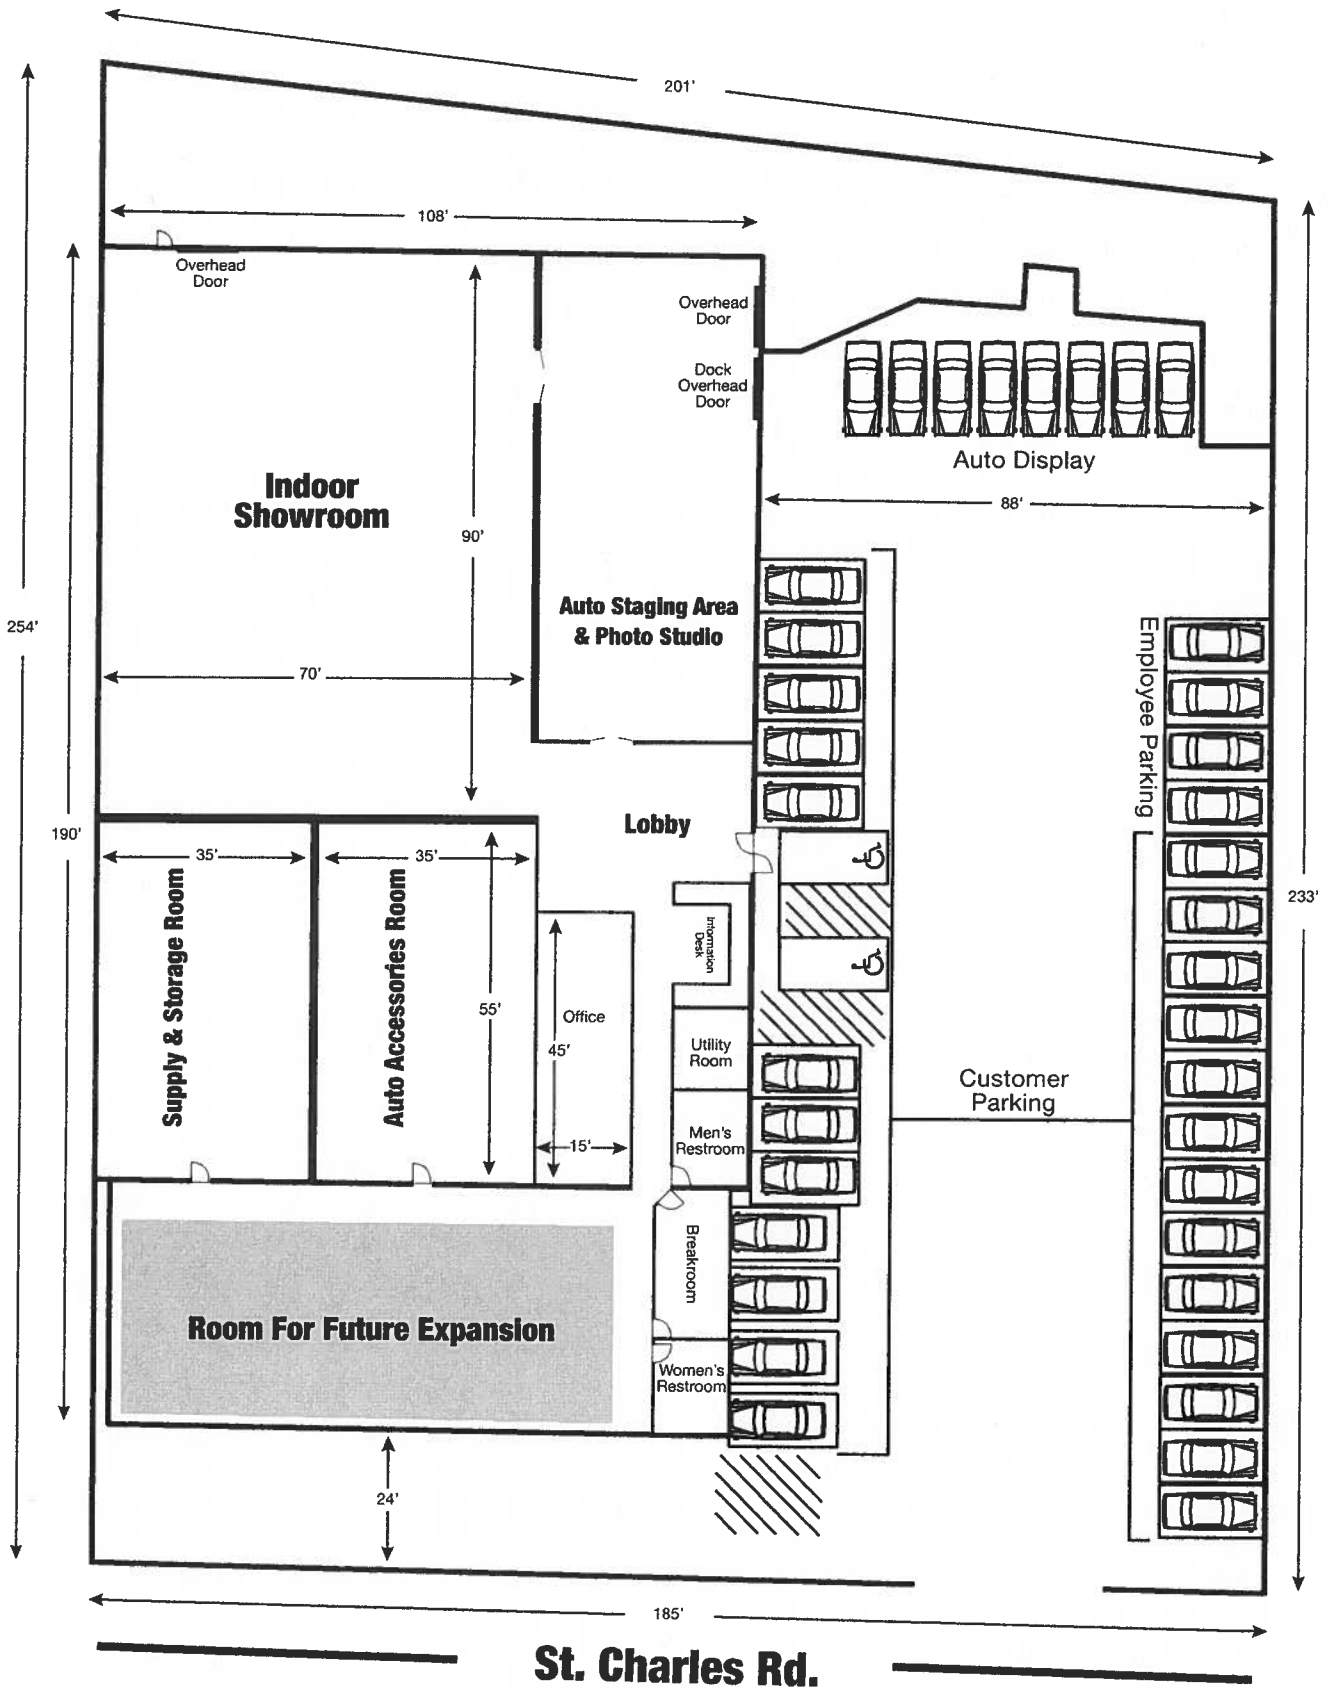 201'
108'
Overhead
Door
Overhead
Door
Dock
Overhead
Door
Auto Display
88'
Indoor
Showroom
90'
Auto Staging Area
& Photo Studio
254'
70'
Employee Parking
190'
Lobby
35'
35'
Supply & Storage Room
Auto Accessories Room
233'
Information
Desk
55'
Office
45'
Utility
Room
Customer
Parking
Men's
Restroom
15'
Breakroom
Room For Future Expansion
Women's
Restroom
24'
185'
St. Charles Rd.